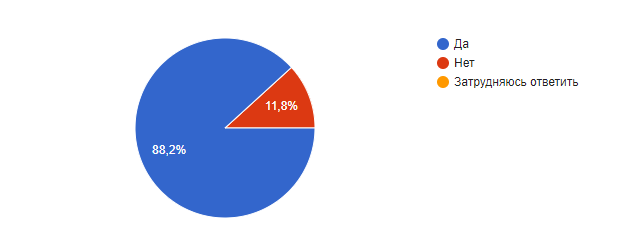 Да
Нет
Затрудняюсь ответить
11,8%
88,2%